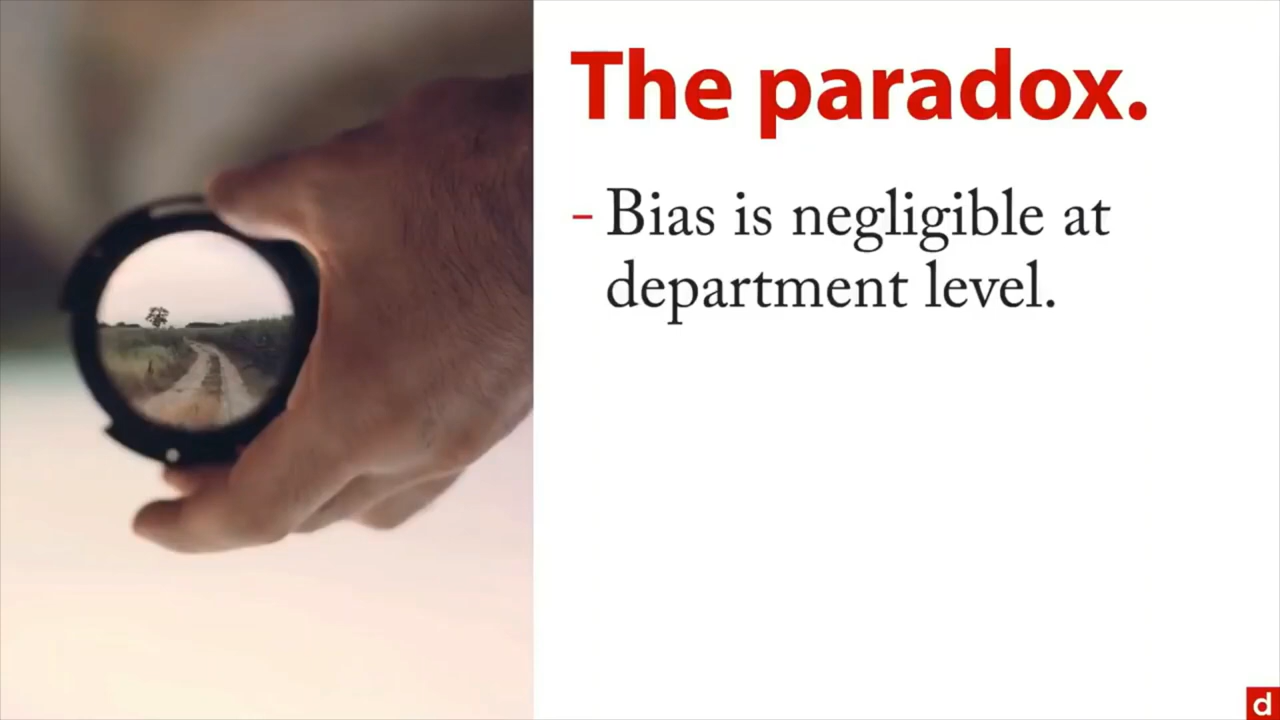 The paradox.
- Bias is negligible at
department level.
d